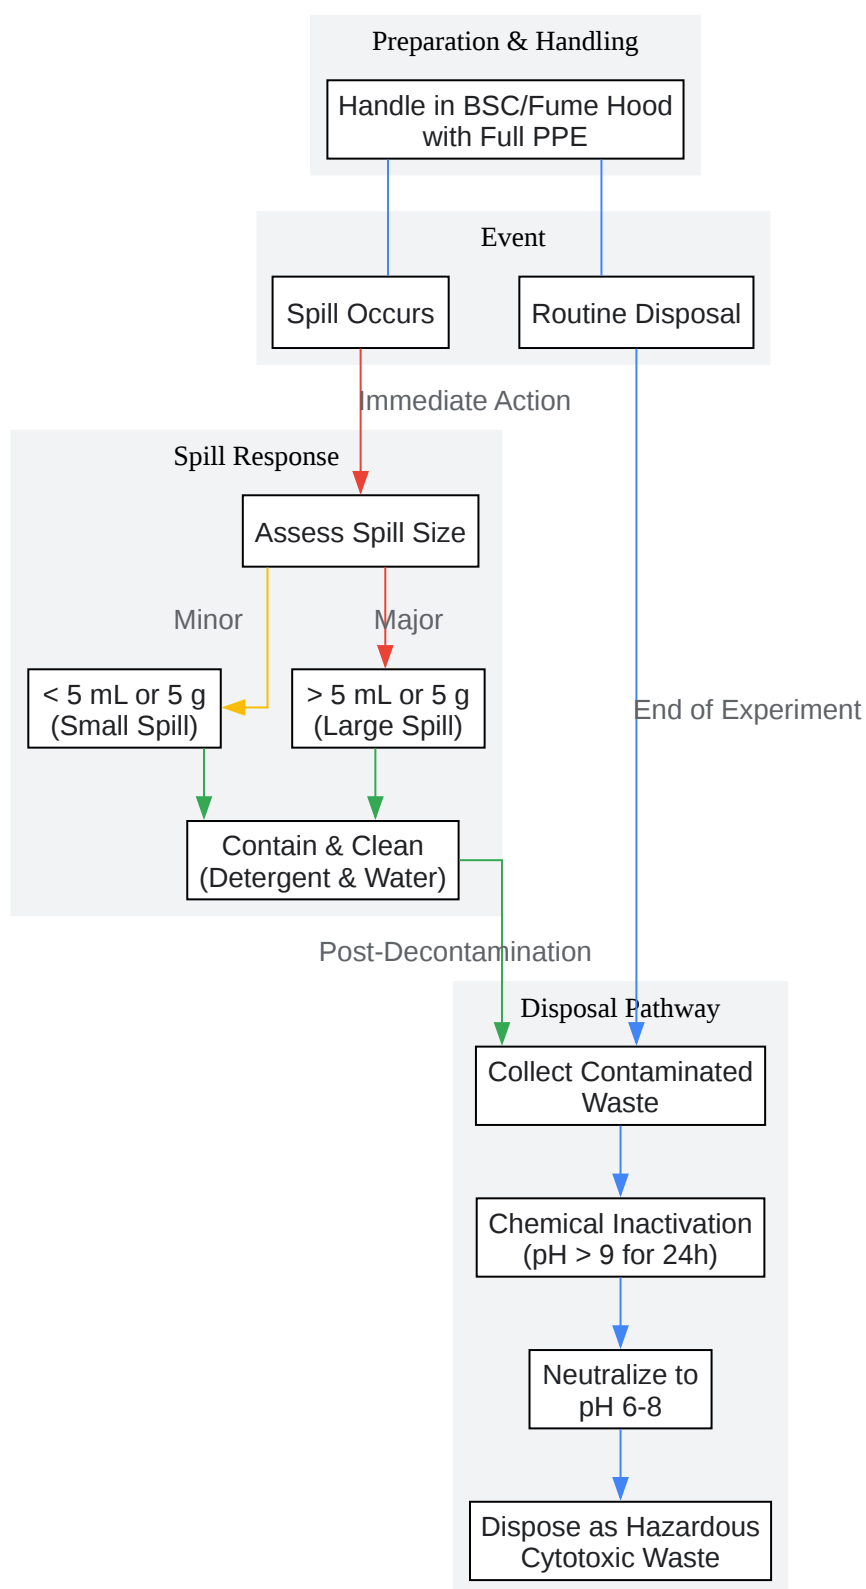 Preparation & Handling
Handle in BSC/Fume Hood
with Full PPE
Event
Spill Occurs
Routine Disposal
Immediate Action
Spill Response
Assess Spill Size
Minor
Major
< 5 mL or 5 g
(Small Spill)
> 5 mL or 5 g
(Large Spill)
End of Experiment
Contain & Clean
(Detergent & Water)
Post-Decontamination
Disposal Pathway
Collect Contaminated
Waste
Chemical Inactivation
(pH > 9 for 24h)
Neutralize to
pH 6-8
Dispose as Hazardous
Cytotoxic Waste